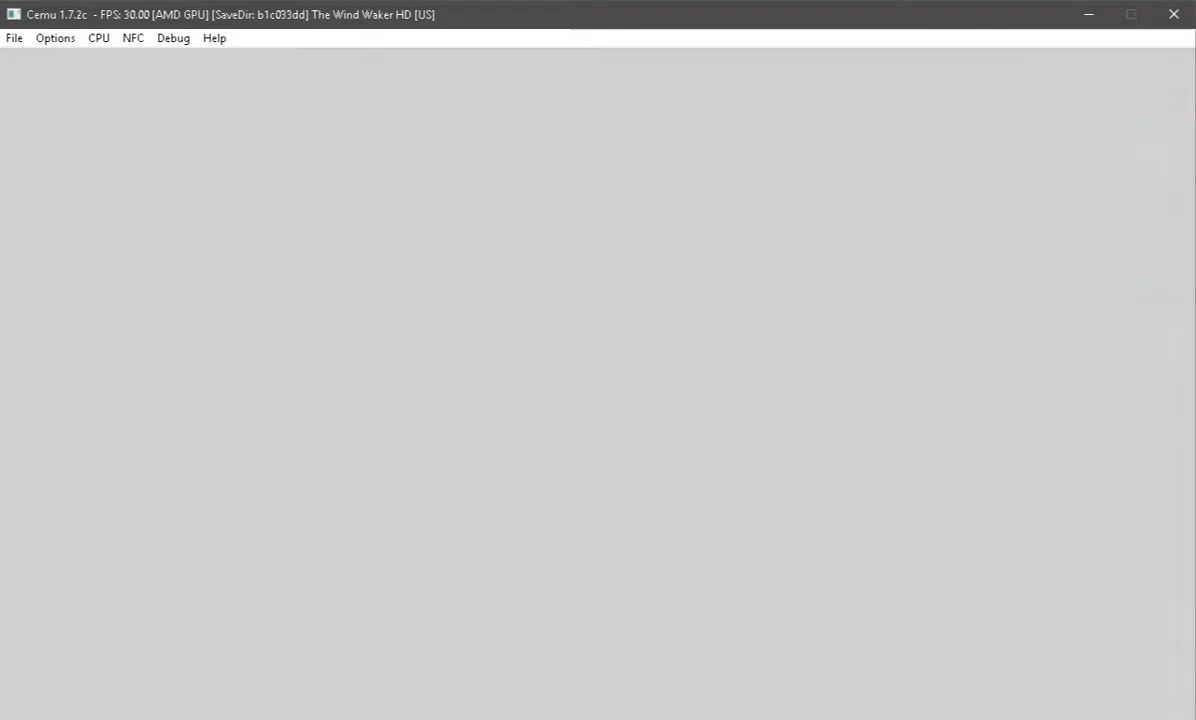 Cemu 1.7.2c - FPS: 30.00 [AMD GPU] [SaveDir: b1c033dd] The Wind Waker HD [US]
File Options CPU NFC Debug Help